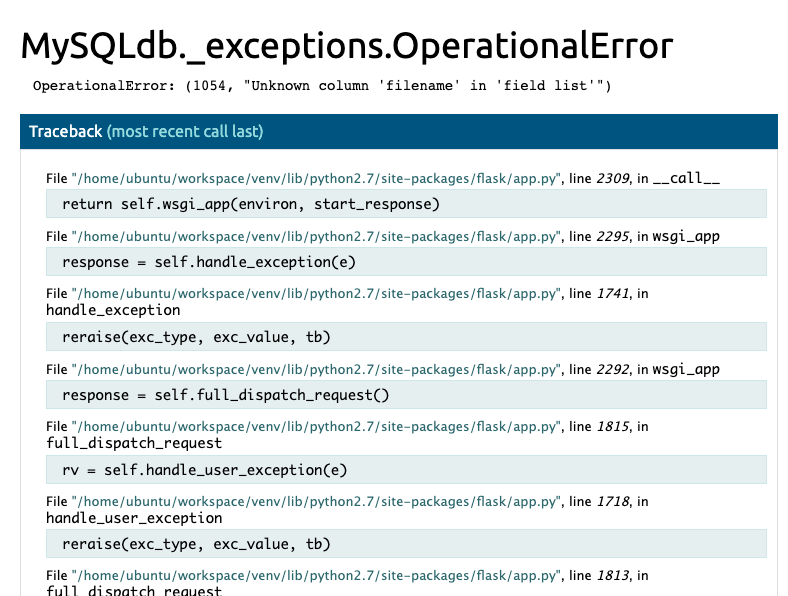 MySQLdb._exceptions.OperationalError
OperationalError: (1054, "Unknown column 'filename' in 'field list'")
Traceback (most recent call last)
File "/home/ubuntu/workspace/venv/lib/python2.7/site-packages/flask/app.py", line 2309, in __call__
return self.wsgi_app(environ, start_response)
File "/home/ubuntu/workspace/venv/lib/python2.7/site-packages/flask/app.py", line 2295, in wsgi_app
response = self.handle_exception(e)
File "/home/ubuntu/workspace/venv/lib/python2.7/site-packages/flask/app.py", line 1741, in
handle_exception
reraise(exc_type, exc_value, tb)
File "/home/ubuntu/workspace/venv/lib/python2.7/site-packages/flask/app.py", line 2292, in wsgi_app
response = self.full_dispatch_request()
File "/home/ubuntu/workspace/venv/lib/python2.7/site-packages/flask/app.py", line 1815, in
full_dispatch_request
rv = self.handle_user_exception(e)
File "/home/ubuntu/workspace/venv/lib/python2.7/site-packages/flask/app.py", line 1718, in
handle_user_exception
reraise(exc_type, exc_value, tb)
File "/home/ubuntu/workspace/venv/lib/python2.7/site-packages/flask/app.py", line 1813, in
full_dispatch_request